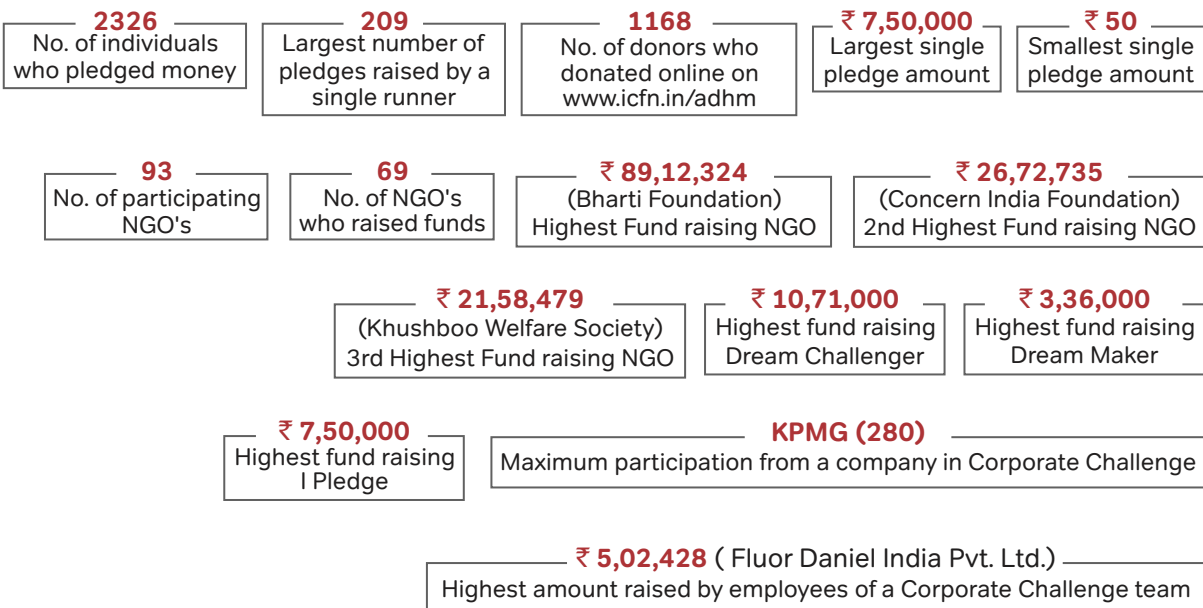 2326
No. of individuals
who pledged money
209
Largest number of
pledges raised by a
single runner
1168
No. of donors who
donated online on
www.icfn.in/adhm
₹ 7,50,000
Largest single
pledge amount
₹ 50
Smallest single
pledge amount
93
No. of participating
NGO's
69
No. of NGO's
who raised funds
₹ 89,12,324
(Bharti Foundation)
Highest Fund raising NGO
₹ 26,72,735
(Concern India Foundation)
2nd Highest Fund raising NGO
₹ 21,58,479
(Khushboo Welfare Society)
3rd Highest Fund raising NGO
₹ 10,71,000
Highest fund raising
Dream Challenger
₹ 3,36,000
Highest fund raising
Dream Maker
₹ 7,50,000
Highest fund raising
I Pledge
KPMG (280)
Maximum participation from a company in Corporate Challenge
₹ 5,02,428 ( Fluor Daniel India Pvt. Ltd.)
Highest amount raised by employees of a Corporate Challenge team